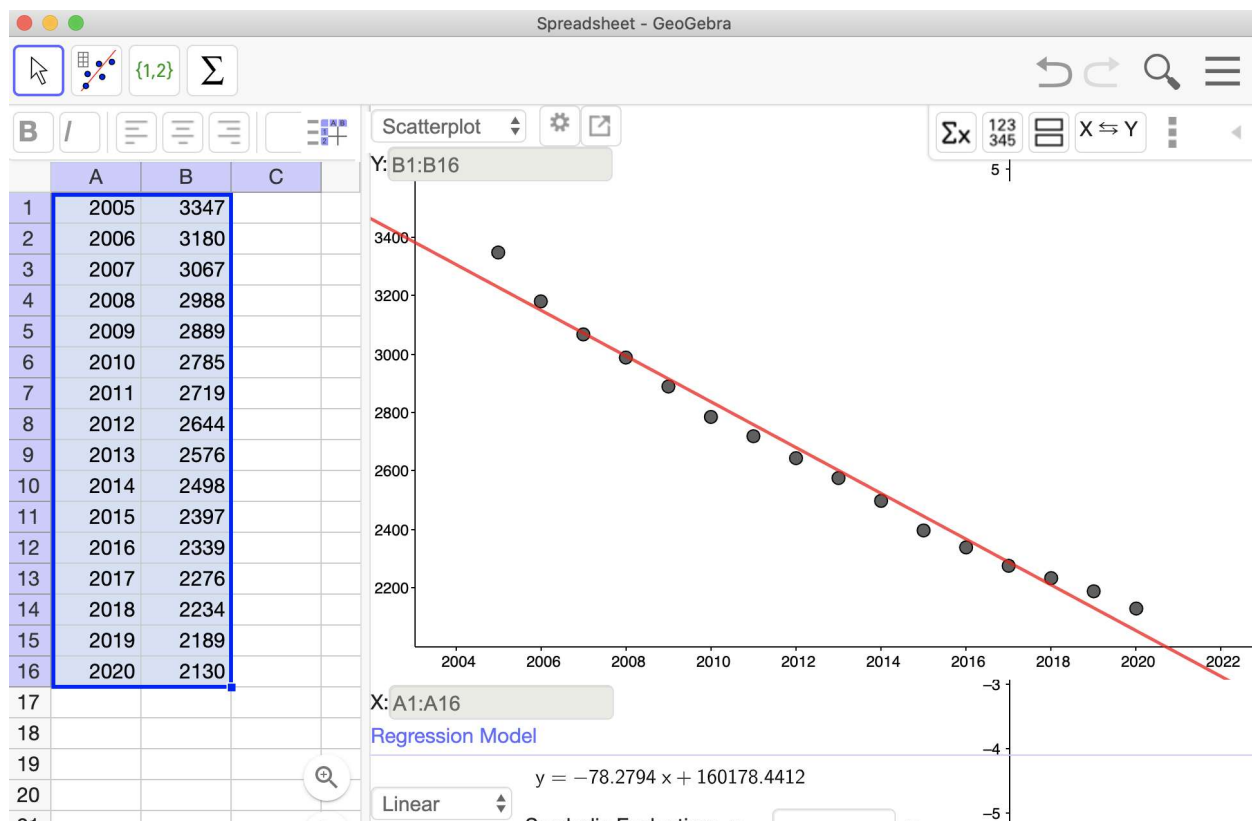 Spreadsheet - GeoGebra
{1,2} Σ
B I Scatterplot Σx 123 345 X ⇆ Y
Y: B1:B16
A B C
1 2005 3347
2 2006 3180
3 2007 3067
4 2008 2988
5 2009 2889
6 2010 2785
7 2011 2719
8 2012 2644
9 2013 2576
10 2014 2498
11 2015 2397
12 2016 2339
13 2017 2276
14 2018 2234
15 2019 2189
16 2020 2130
17
18
19
20
5
3400
3200
3000
2800
2600
2400
2200
2004 2006 2008 2010 2012 2014 2016 2018 2020 2022
−3
−4
−5
X: A1:A16
Regression Model
y = −78.2794 x + 160178.4412
Linear